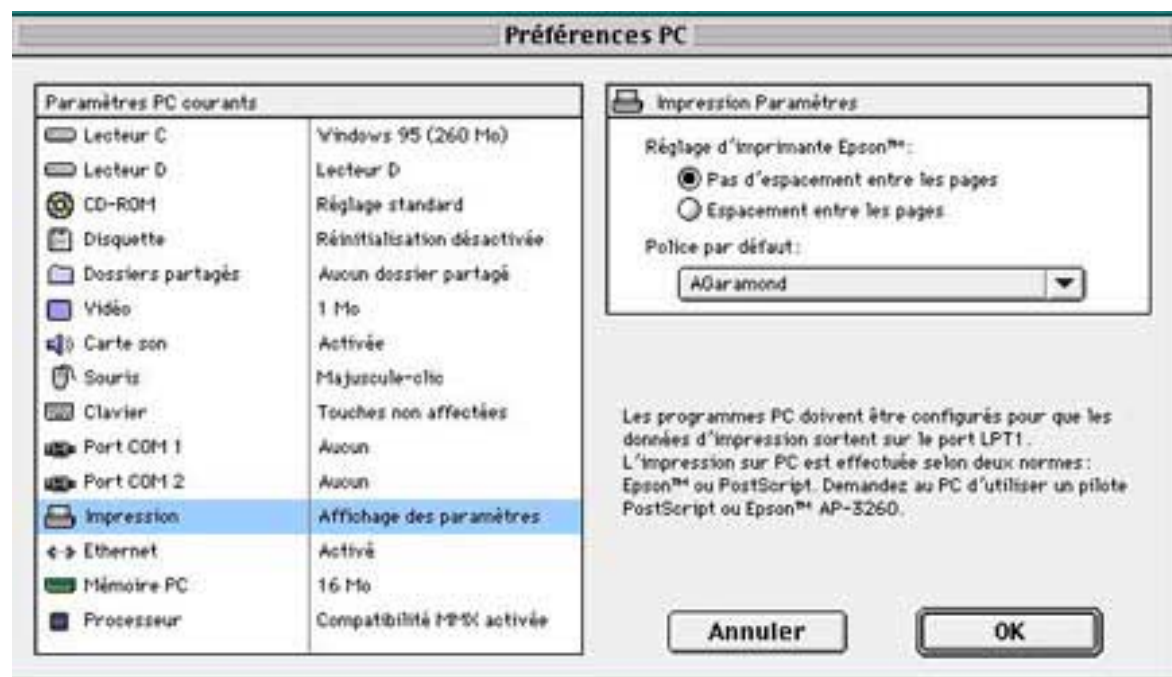 Préférences PC
Paramètres PC courants
Lecteur C Windows 95 (260 Mo)
Lecteur D Lecteur D
CD-ROM Réglage standard
Disquette Réinitialisation désactivée
Dossiers partagés Aucun dossier partagé
Vidéo 1 Mo
Carte son Activée
Souris Majuscule-clic
Clavier Touches non affectées
Port COM 1 Aucun
Port COM 2 Aucun
Impression Affichage des paramètres
Ethernet Activé
Mémoire PC 16 Mo
Processeur Compatibilité MMX activée
Impression Paramètres
Réglage d'imprimante Epson™:
Pas d'espacement entre les pages
Espacement entre les pages
Police par défaut:
AGaramond
Les programmes PC doivent être configurés pour que les
données d'impression sortent sur le port LPT1.
L'impression sur PC est effectuée selon deux normes:
Epson™ ou PostScript. Demandez au PC d'utiliser un pilote
PostScript ou Epson™ AP-3260.
Annuler
OK